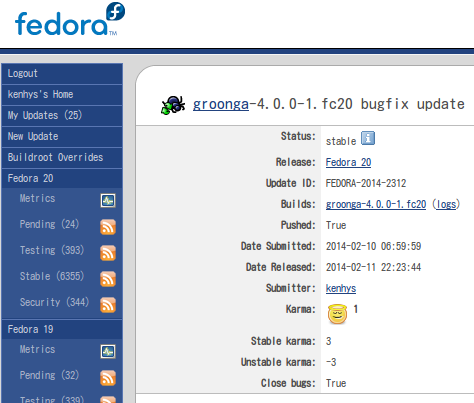 fedora™
Logout
kenhys's Home
My Updates (25)
New Update
Buildroot Overrides
Fedora 20
Metrics
Pending (24)
Testing (393)
Stable (6355)
Security (344)
Fedora 19
Metrics
Pending (32)
Testing (339)
groonga-4.0.0-1.fc20 bugfix update
Status: stable
Release: Fedora 20
Update ID: FEDORA-2014-2312
Builds: groonga-4.0.0-1.fc20 (logs)
Pushed: True
Date Submitted: 2014-02-10 06:59:59
Date Released: 2014-02-11 22:23:44
Submitter: kenhys
Karma: 1
Stable karma: 3
Unstable karma: -3
Close bugs: True